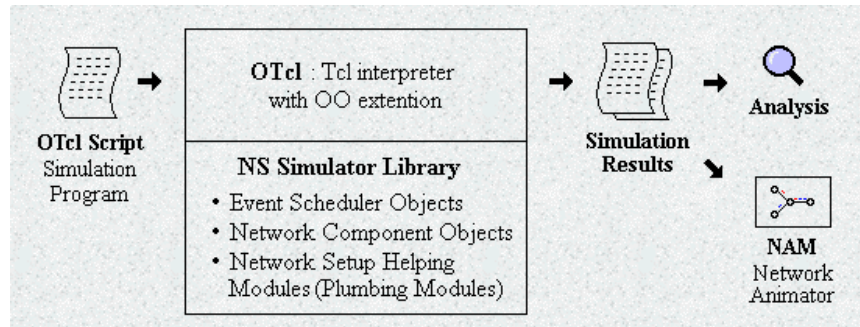 OTcl Script
Simulation
Program
OTcl : Tcl interpreter
with OO extention
NS Simulator Library
• Event Scheduler Objects
• Network Component Objects
• Network Setup Helping
Modules (Plumbing Modules)
Simulation
Results
Analysis
NAM
Network
Animator